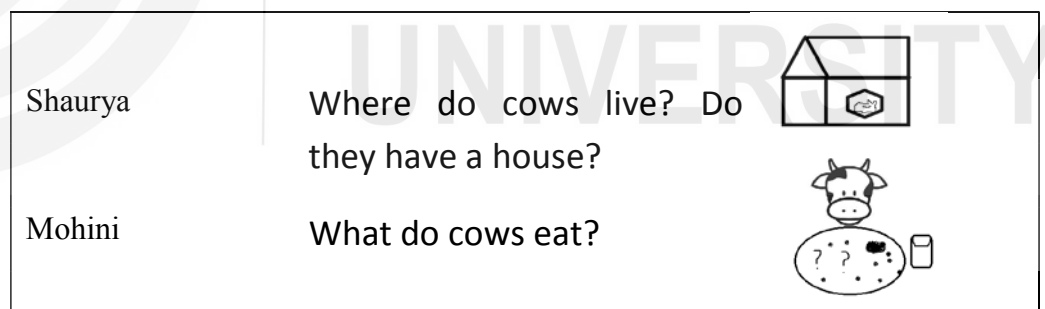 UNIVERSITY
Shaurya Where do cows live? Do
they have a house?
Mohini What do cows eat?
? ?